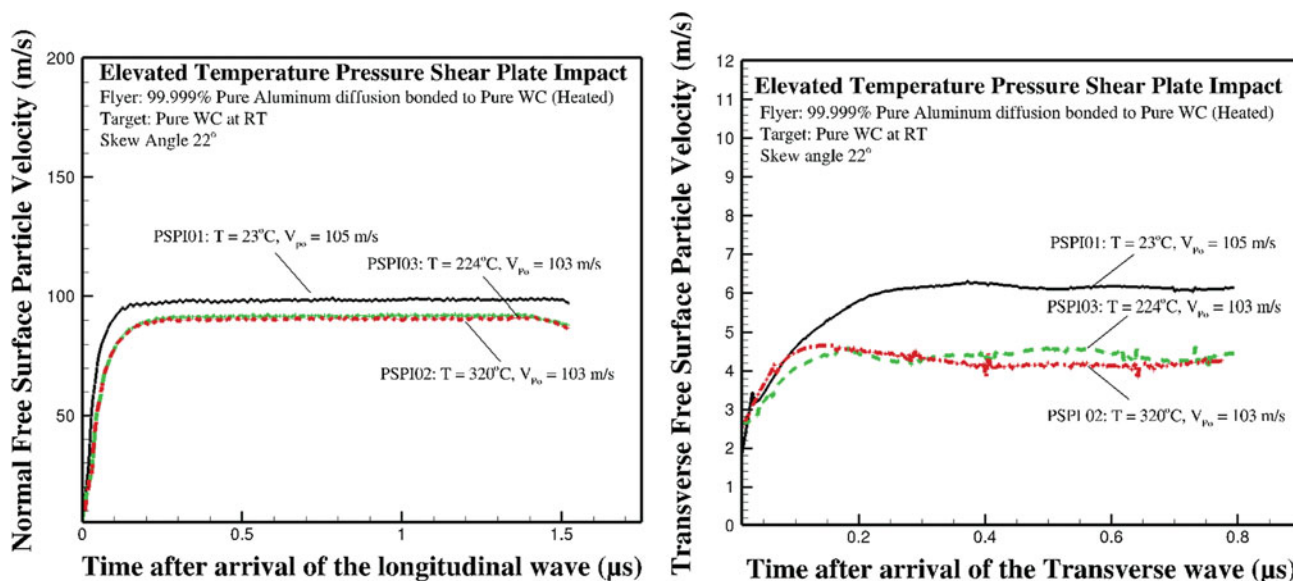 Normal Free Surface Particle Velocity (m/s)
200
150
100
50
Elevated Temperature Pressure Shear Plate Impact
Flyer: 99.999% Pure Aluminum diffusion bonded to Pure WC (Heated)
Target: Pure WC at RT
Skew Angle 22°
PSPI01: T = 23°C, Vpo = 105 m/s
PSPI03: T = 224°C, VPo = 103 m/s
PSPI02: T = 320°C, VPo = 103 m/s
0
0.5
1
1.5
Time after arrival of the longitudinal wave (µs)
Transverse Free Surface Particle Velocity (m/s)
12
11
10
9
8
7
6
5
4
3
2
1
0
Elevated Temperature Pressure Shear Plate Impact
Flyer: 99.999% Pure Aluminum diffusion bonded to Pure WC (Heated)
Target: Pure WC at RT
Skew angle 22°
PSPI01: T = 23°C, VPo = 105 m/s
PSPI03: T = 224°C, VPo = 103 m/s
PSPI 02: T = 320°C, VPo = 103 m/s
0.2
0.4
0.6
0.8
Time after arrival of the Transverse wave (µs)